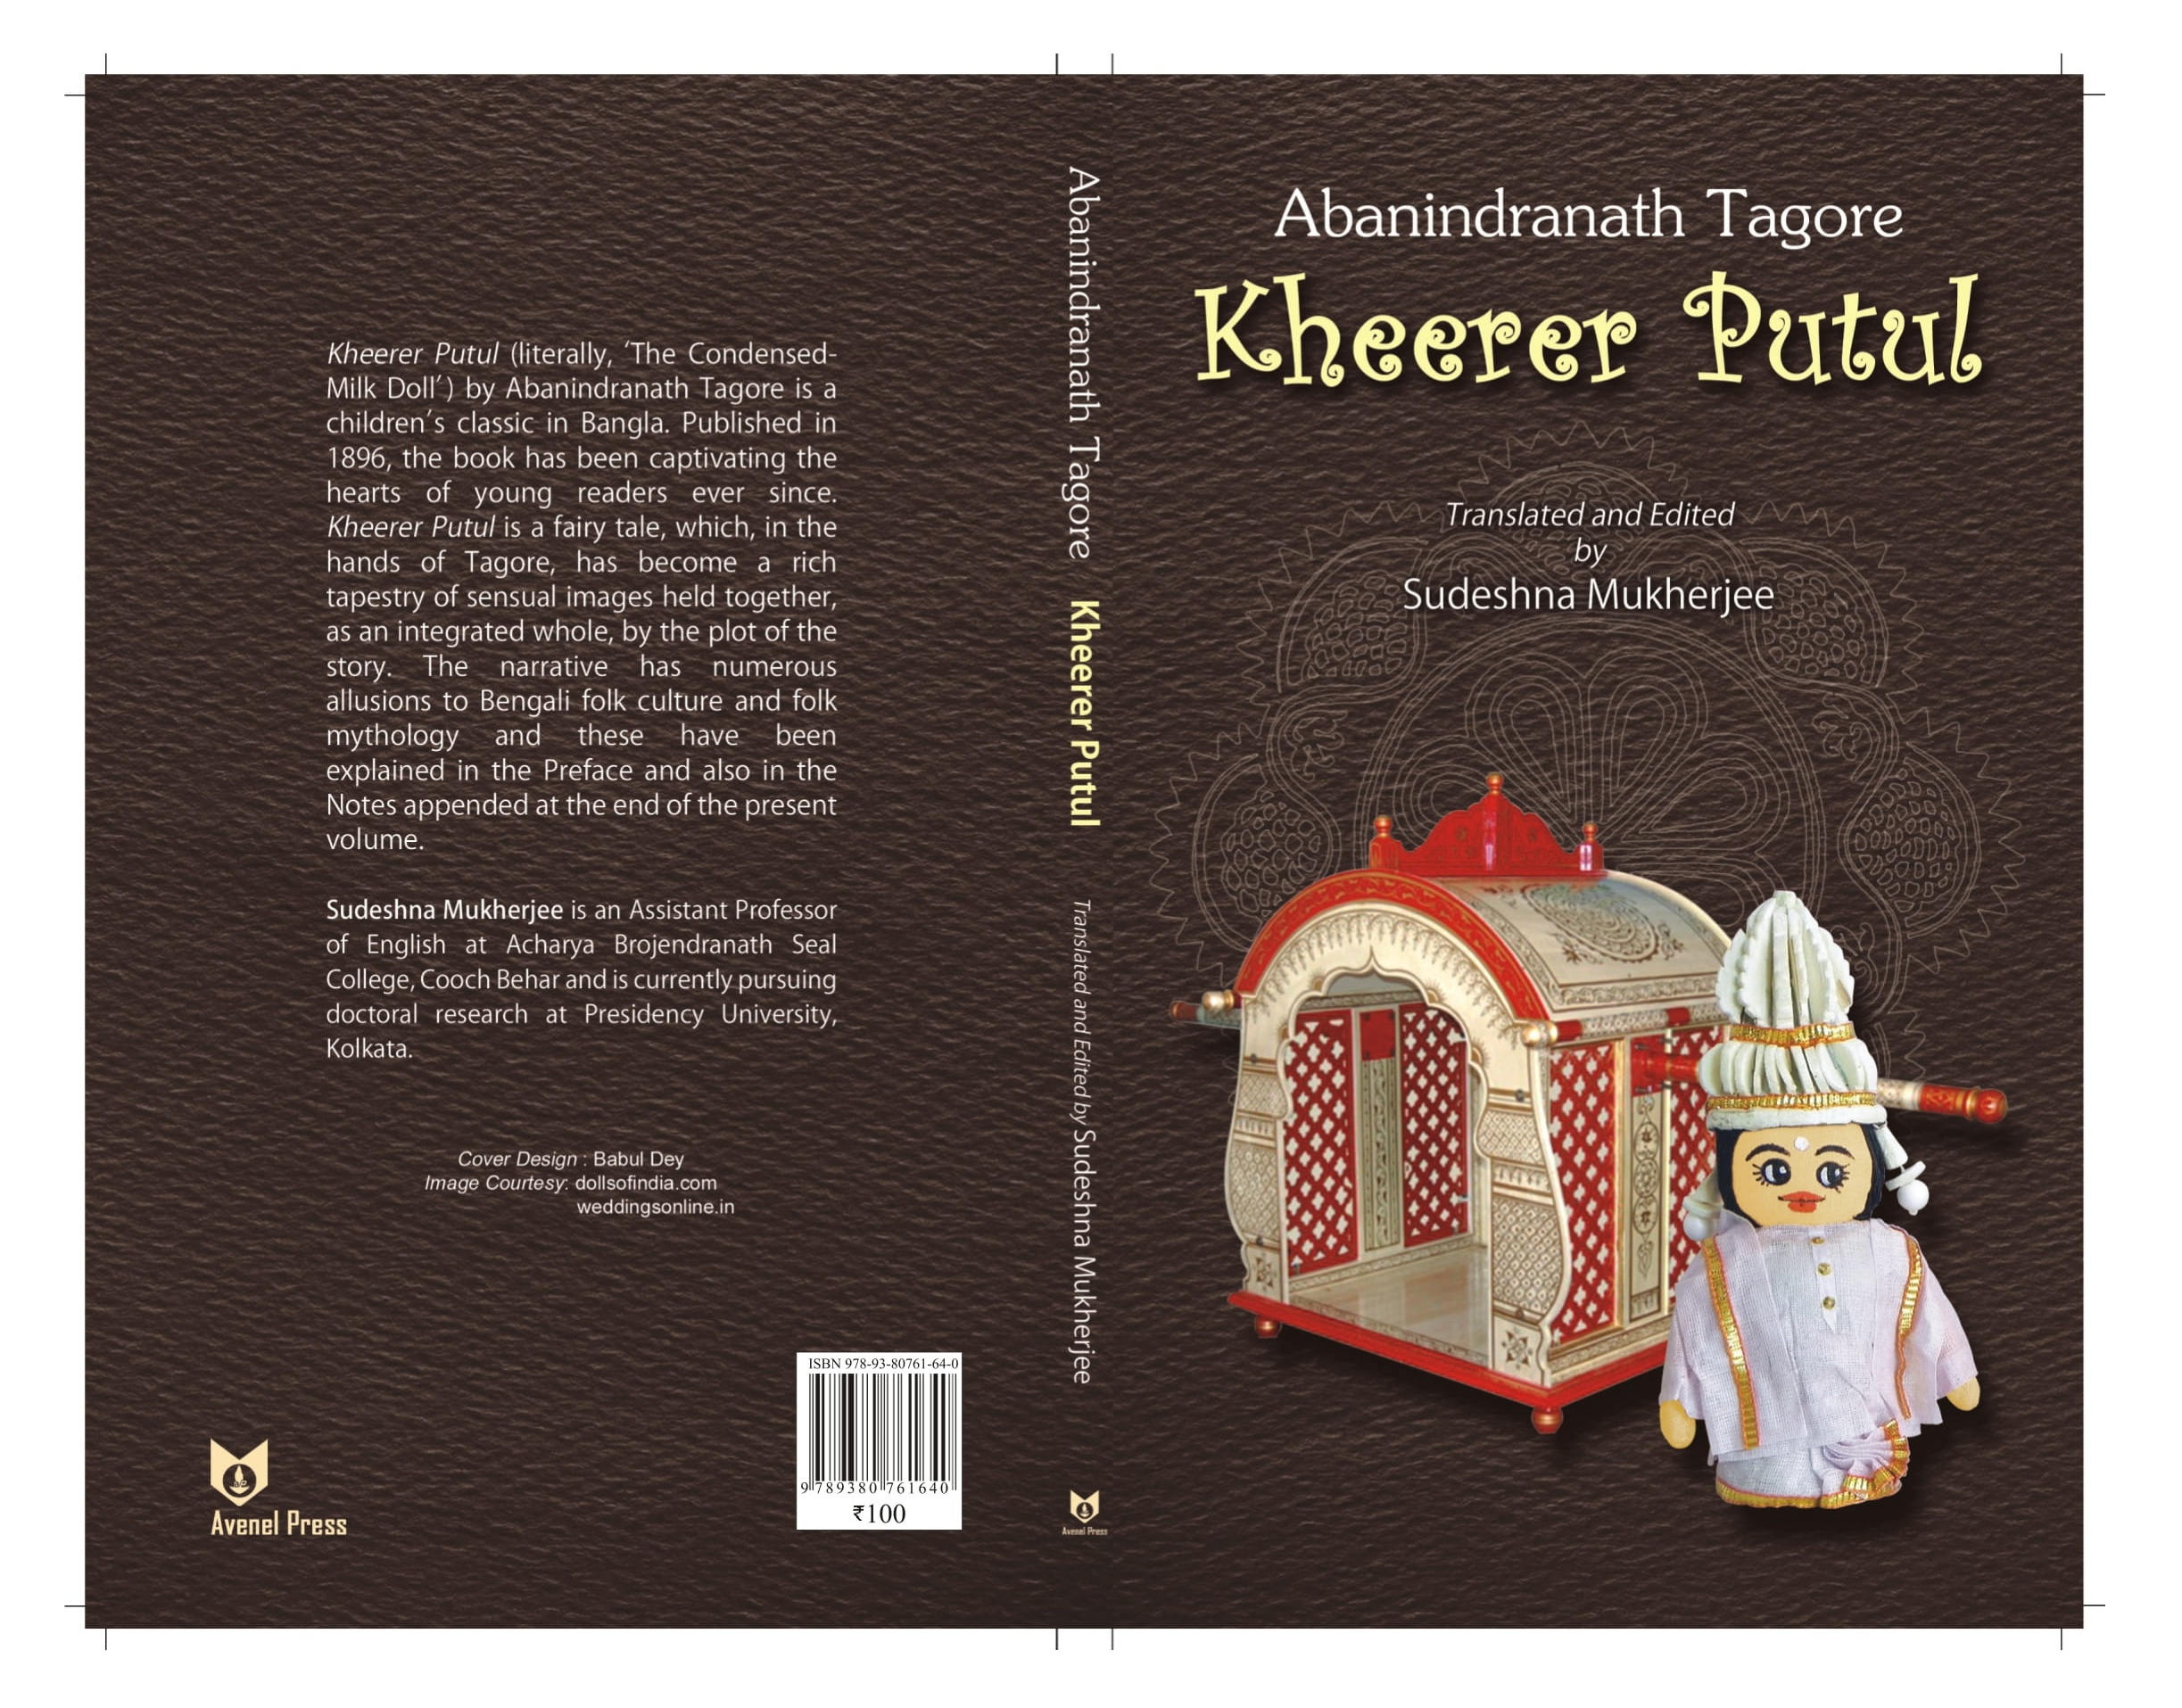 Kheerer Putul (literally, ‘The Condensed-
Milk Doll’) by Abanindranath Tagore is a
children’s classic in Bangla. Published in
1896, the book has been captivating the
hearts of young readers ever since.
Kheerer Putul is a fairy tale, which, in the
hands of Tagore, has become a rich
tapestry of sensual images held together,
as an integrated whole, by the plot of the
story. The narrative has numerous
allusions to Bengali folk culture and folk
mythology and these have been
explained in the Preface and also in the
Notes appended at the end of the present
volume.
Sudeshna Mukherjee is an Assistant Professor
of English at Acharya Brojendranath Seal
College, Cooch Behar and is currently pursuing
doctoral research at Presidency University,
Kolkata.
Cover Design : Babul Dey
Image Courtesy: dollsofindia.com
weddingsonline.in
ISBN 978-93-80761-64-0
9 789380 761640
₹100
Avenel Press
Abanindranath Tagore Kheerer Putul Translated and Edited by Sudeshna Mukherjee
Avenel Press
Abanindranath Tagore
Kheerer Putul
Translated and Edited
by
Sudeshna Mukherjee